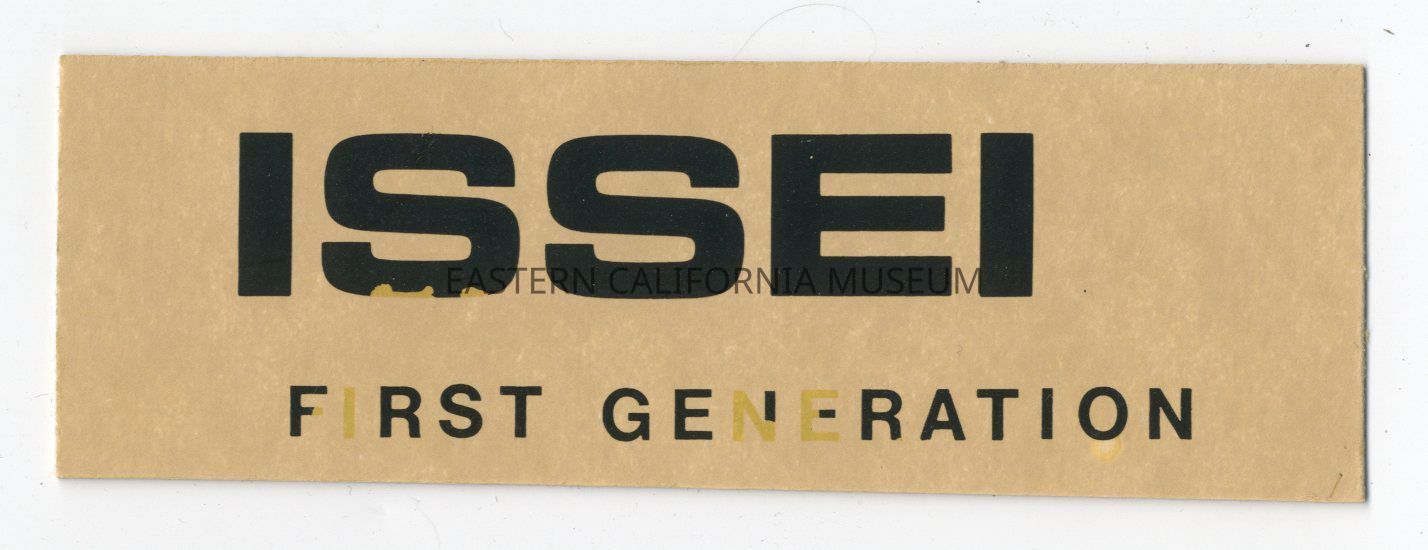 ISSEI
EASTERN CALIFORNIA MUSEUM
FIRST GENERATION